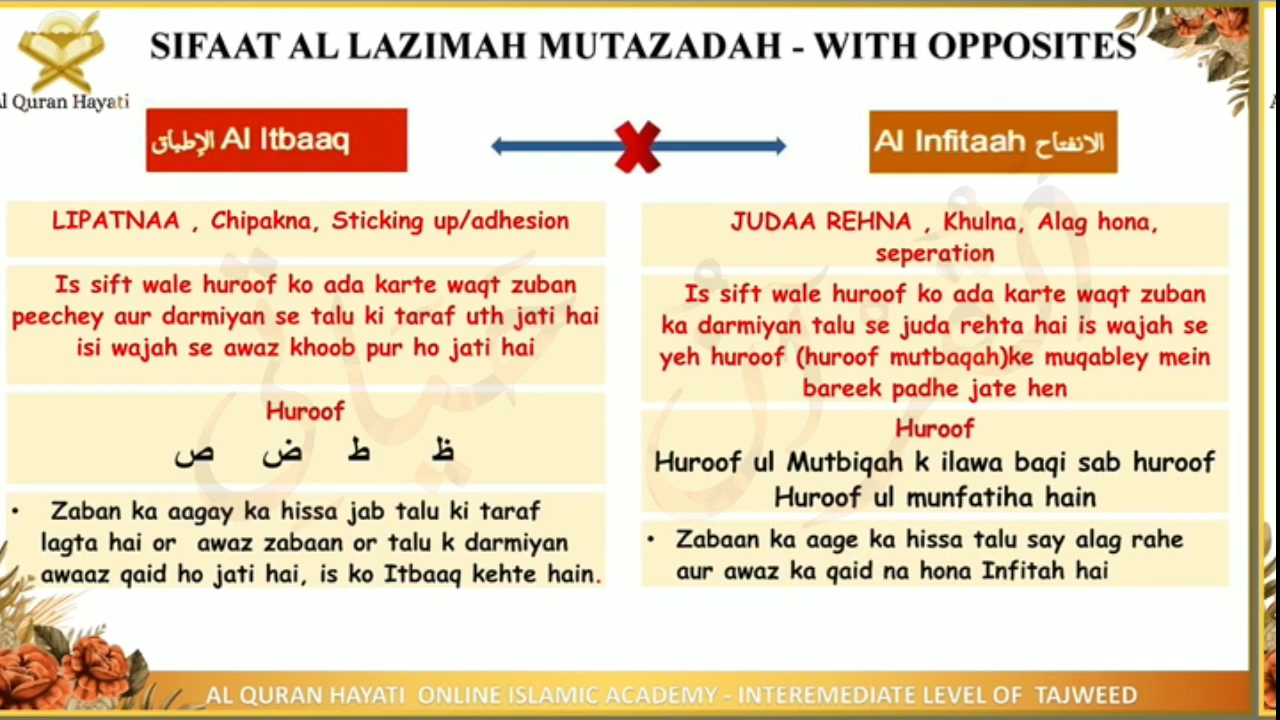 SIFAAT AL LAZIMAH MUTAZADAH - WITH OPPOSITES
l Quran Hayati
الإطباق Al Itbaaq
Al Infitaah الانفتاح
LIPATNAA , Chipakna, Sticking up/adhesion
Is sift wale huroof ko ada karte waqt zuban
peechey aur darmiyan se talu ki taraf uth jati hai
isi wajah se awaz khoob pur ho jati hai
Huroof
ص ض ط ظ
• Zaban ka aagay ka hissa jab talu ki taraf
lagta hai or awaz zabaan or talu k darmiyan
awaaz qaid ho jati hai, is ko Itbaaq kehte hain.
JUDAA REHNA , Khulna, Alag hona,
seperation
Is sift wale huroof ko ada karte waqt zuban
ka darmiyan talu se juda rehta hai is wajah se
yeh huroof (huroof mutbaqah)ke muqabley mein
bareek padhe jate hen
Huroof
Huroof ul Mutbiqah k ilawa baqi sab huroof
Huroof ul munfatiha hain
• Zabaan ka aage ka hissa talu say alag rahe
aur awaz ka qaid na hona Infitah hai
حياتي القرآن
AL QURAN HAYATI ONLINE ISLAMIC ACADEMY - INTEREMEDIATE LEVEL OF TAJWEED